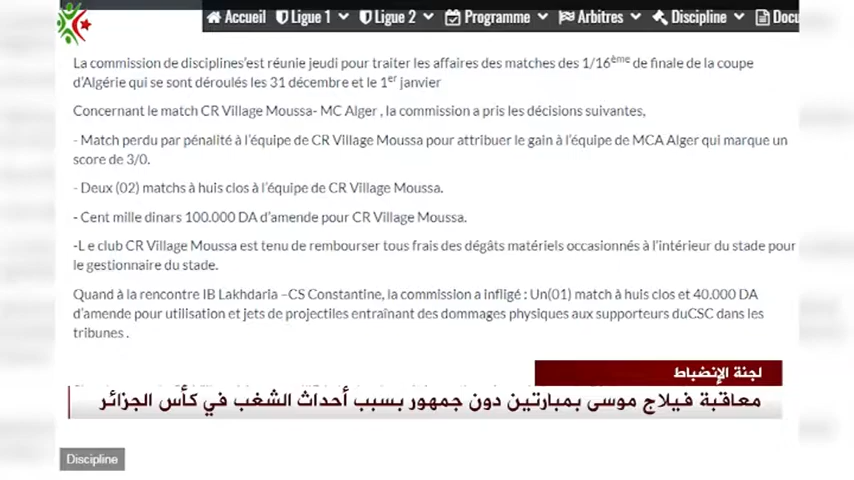 Accueil Ligue 1 Ligue 2 Programme Arbitres Discipline Docu
La commission de disciplines'est réunie jeudi pour traiter les affaires des matches des 1/16ème de finale de la coupe
d'Algérie qui se sont déroulés les 31 décembre et le 1er janvier
Concernant le match CR Village Moussa- MC Alger , la commission a pris les décisions suivantes,
- Match perdu par pénalité à l'équipe de CR Village Moussa pour attribuer le gain à l'équipe de MCA Alger qui marque un
score de 3/0.
- Deux (02) matchs à huis clos à l'équipe de CR Village Moussa.
- Cent mille dinars 100.000 DA d'amende pour CR Village Moussa.
-L e club CR Village Moussa est tenu de rembourser tous frais des dégâts matériels occasionnés à l'intérieur du stade pour
le gestionnaire du stade.
Quand à la rencontre IB Lakhdaria –CS Constantine, la commission a infligé : Un(01) match à huis clos et 40.000 DA
d'amende pour utilisation et jets de projectiles entraînant des dommages physiques aux supporteurs duCSC dans les
tribunes .
لجنة الإنضباط
معاقبة فيلاج موسى بمبارتين دون جمهور بسبب أحداث الشغب في كأس الجزائر
Discipline